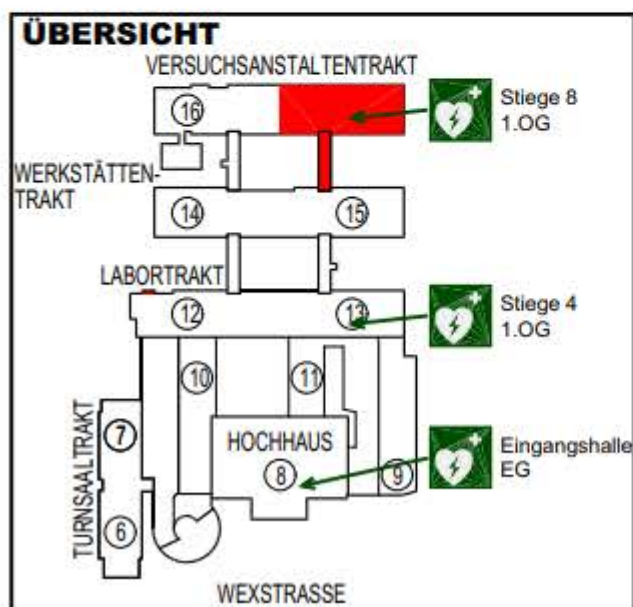 ÜBERSICHT
VERSUCHSANSTALTENTRAKT
16
Stiege 8
1.OG
WERKSTÄTTEN-
TRAKT
14
15
LABORTRAKT
12
13
Stiege 4
1.OG
10
11
TURNSAALTRAKT
7
6
HOCHHAUS
8
9
Eingangshalle
EG
WEXSTRASSE